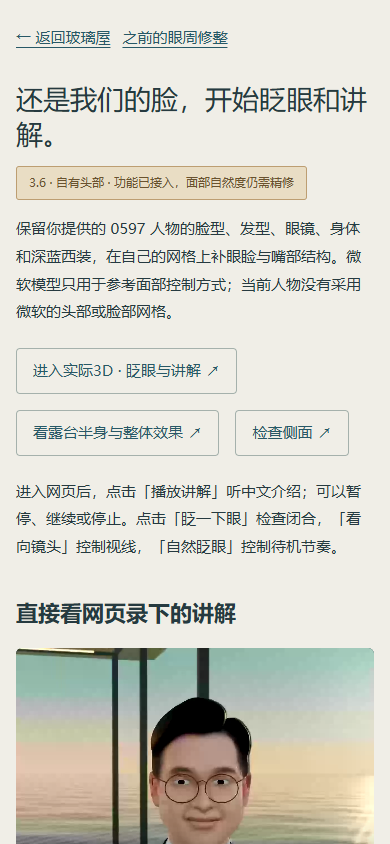 ← 返回玻璃屋 之前的眼周修整
还是我们的脸，开始眨眼和讲
解。
3.6 · 自有头部 · 功能已接入，面部自然度仍需精修
保留你提供的 0597 人物的脸型、发型、眼镜、身体
和深蓝西装，在自己的网格上补眼睑与嘴部结构。微
软模型只用于参考面部控制方式；当前人物没有采用
微软的头部或脸部网格。
进入实际3D · 眨眼与讲解 ↗
看露台半身与整体效果 ↗ 检查侧面 ↗
进入网页后，点击「播放讲解」听中文介绍；可以暂
停、继续或停止。点击「眨一下眼」检查闭合，「看
向镜头」控制视线，「自然眨眼」控制待机节奏。
直接看网页录下的讲解